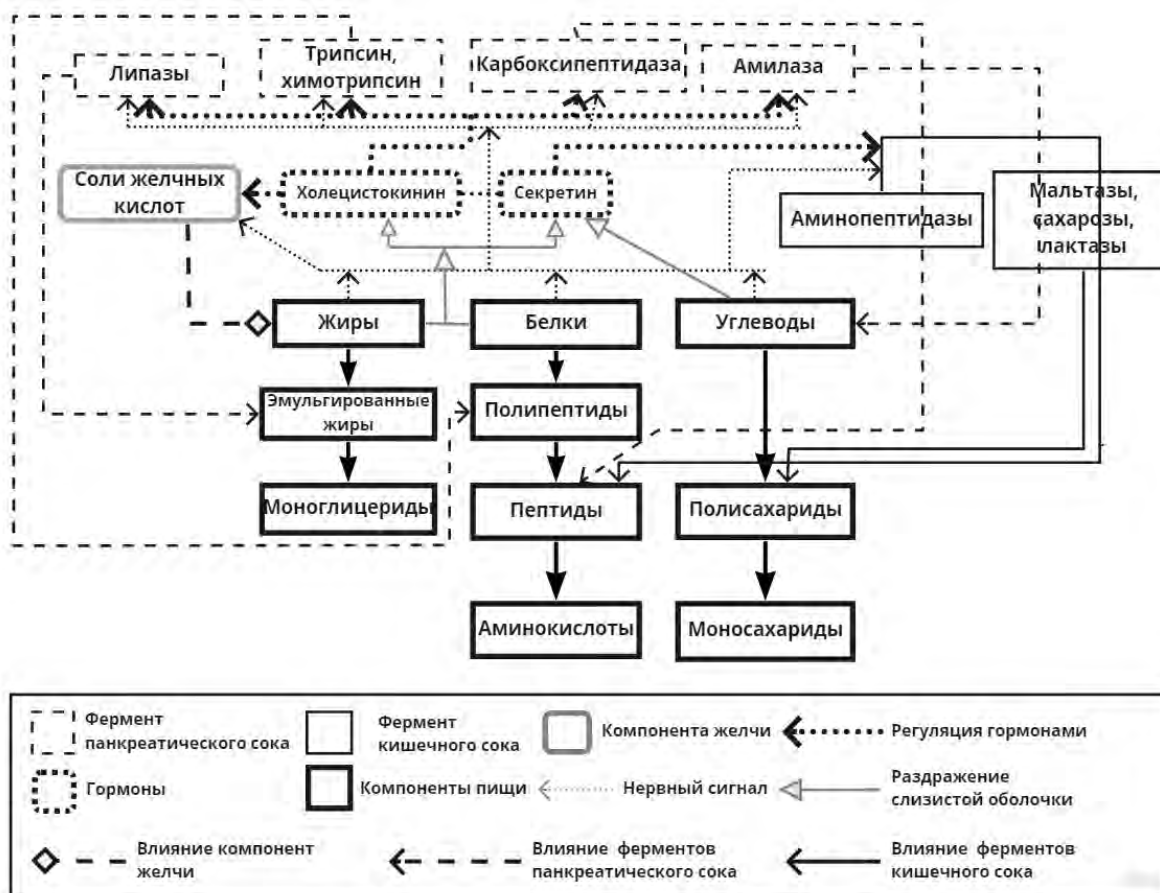 Липазы
Трипсин,
химотрипсин
Карбоксипептидаза
Амилаза
Соли желчных
кислот
Холецистокинин
Секретин
Аминопептидазы
Мальтазы,
сахарозы,
лактазы
Жиры
Белки
Углеводы
Эмульгированные
жиры
Полипептиды
Моноглицериды
Пептиды
Полисахариды
Аминокислоты
Моносахариды
Фермент
панкреатического сока
Фермент
кишечного сока
Компонента желчи
Регуляция гормонами
Гормоны
Компоненты пищи
Нервный сигнал
Раздражение
слизистой оболочки
Влияние компонент
желчи
Влияние ферментов
панкреатического сока
Влияние ферментов
кишечного сока